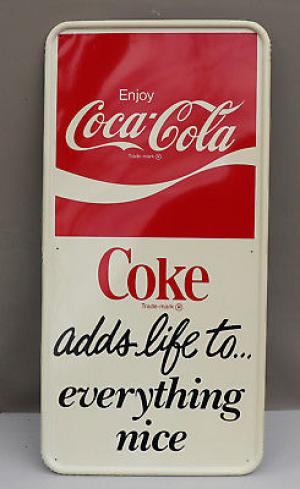 Enjoy
Coca-Cola
Trade-mark ®
Coke
Trade-mark ®
adds life to...
everything
nice